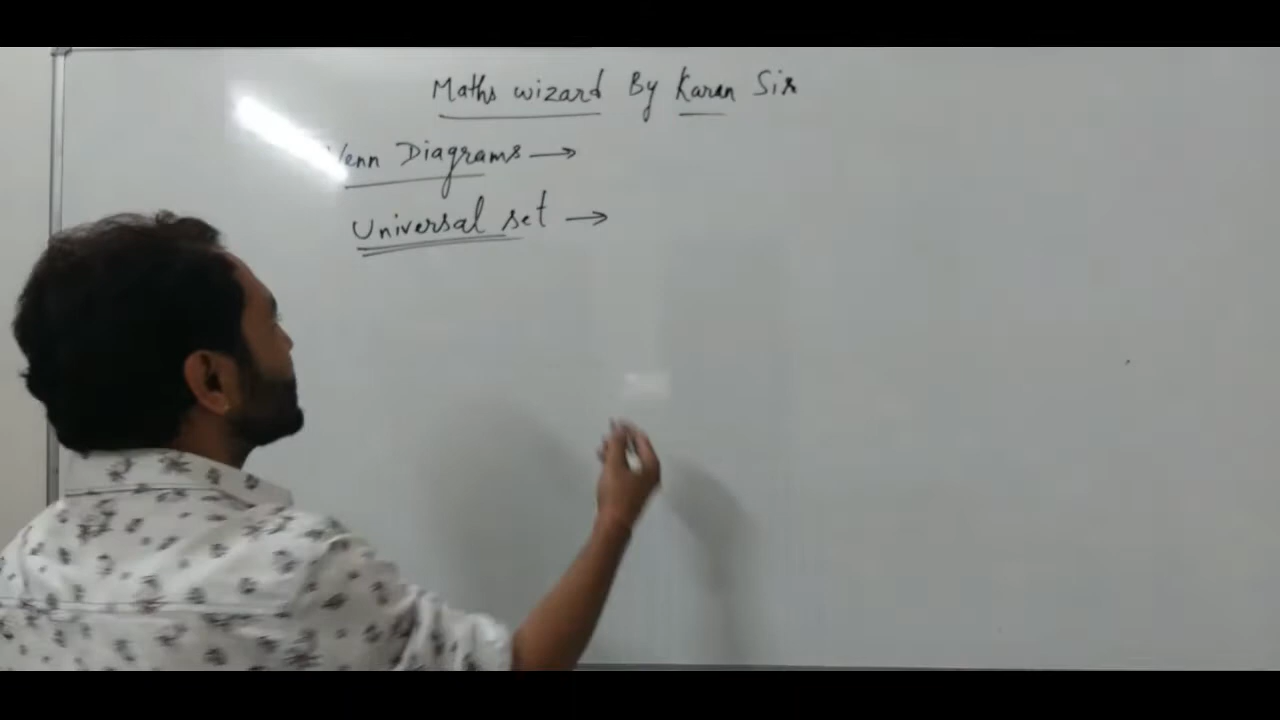 Maths wizard By Karan Sir
Venn Diagrams →
Universal set →